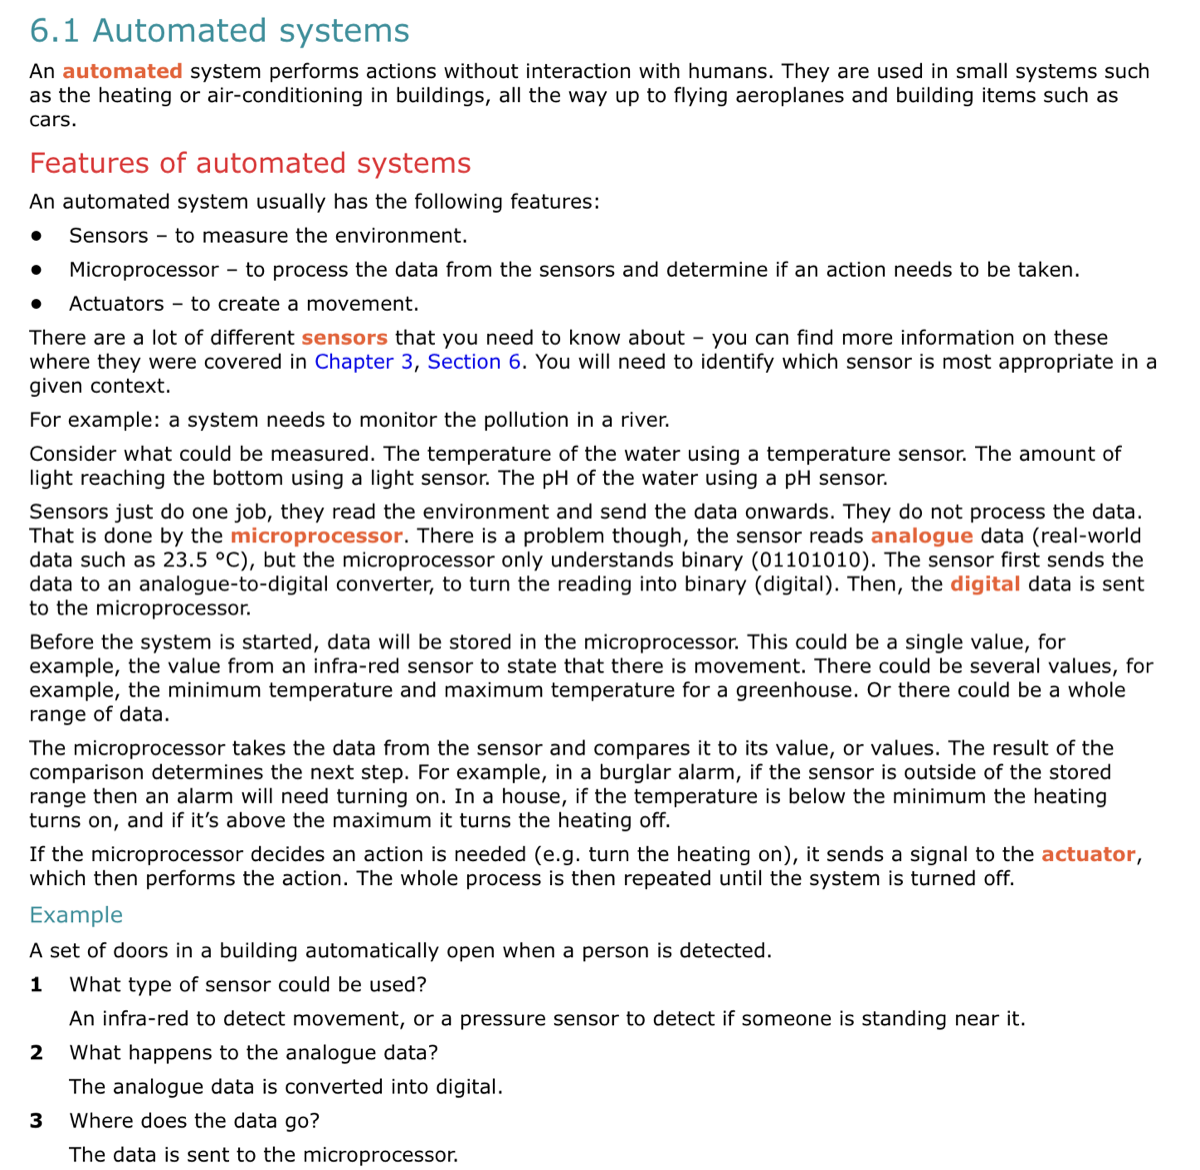 6.1 Automated systems
An automated system performs actions without interaction with humans. They are used in small systems such
as the heating or air-conditioning in buildings, all the way up to flying aeroplanes and building items such as
cars.
Features of automated systems
An automated system usually has the following features:
● Sensors – to measure the environment.
● Microprocessor – to process the data from the sensors and determine if an action needs to be taken.
● Actuators – to create a movement.
There are a lot of different sensors that you need to know about – you can find more information on these
where they were covered in Chapter 3, Section 6. You will need to identify which sensor is most appropriate in a
given context.
For example: a system needs to monitor the pollution in a river.
Consider what could be measured. The temperature of the water using a temperature sensor. The amount of
light reaching the bottom using a light sensor. The pH of the water using a pH sensor.
Sensors just do one job, they read the environment and send the data onwards. They do not process the data.
That is done by the microprocessor. There is a problem though, the sensor reads analogue data (real-world
data such as 23.5 °C), but the microprocessor only understands binary (01101010). The sensor first sends the
data to an analogue-to-digital converter, to turn the reading into binary (digital). Then, the digital data is sent
to the microprocessor.
Before the system is started, data will be stored in the microprocessor. This could be a single value, for
example, the value from an infra-red sensor to state that there is movement. There could be several values, for
example, the minimum temperature and maximum temperature for a greenhouse. Or there could be a whole
range of data.
The microprocessor takes the data from the sensor and compares it to its value, or values. The result of the
comparison determines the next step. For example, in a burglar alarm, if the sensor is outside of the stored
range then an alarm will need turning on. In a house, if the temperature is below the minimum the heating
turns on, and if it’s above the maximum it turns the heating off.
If the microprocessor decides an action is needed (e.g. turn the heating on), it sends a signal to the actuator,
which then performs the action. The whole process is then repeated until the system is turned off.
Example
A set of doors in a building automatically open when a person is detected.
1 What type of sensor could be used?
An infra-red to detect movement, or a pressure sensor to detect if someone is standing near it.
2 What happens to the analogue data?
The analogue data is converted into digital.
3 Where does the data go?
The data is sent to the microprocessor.